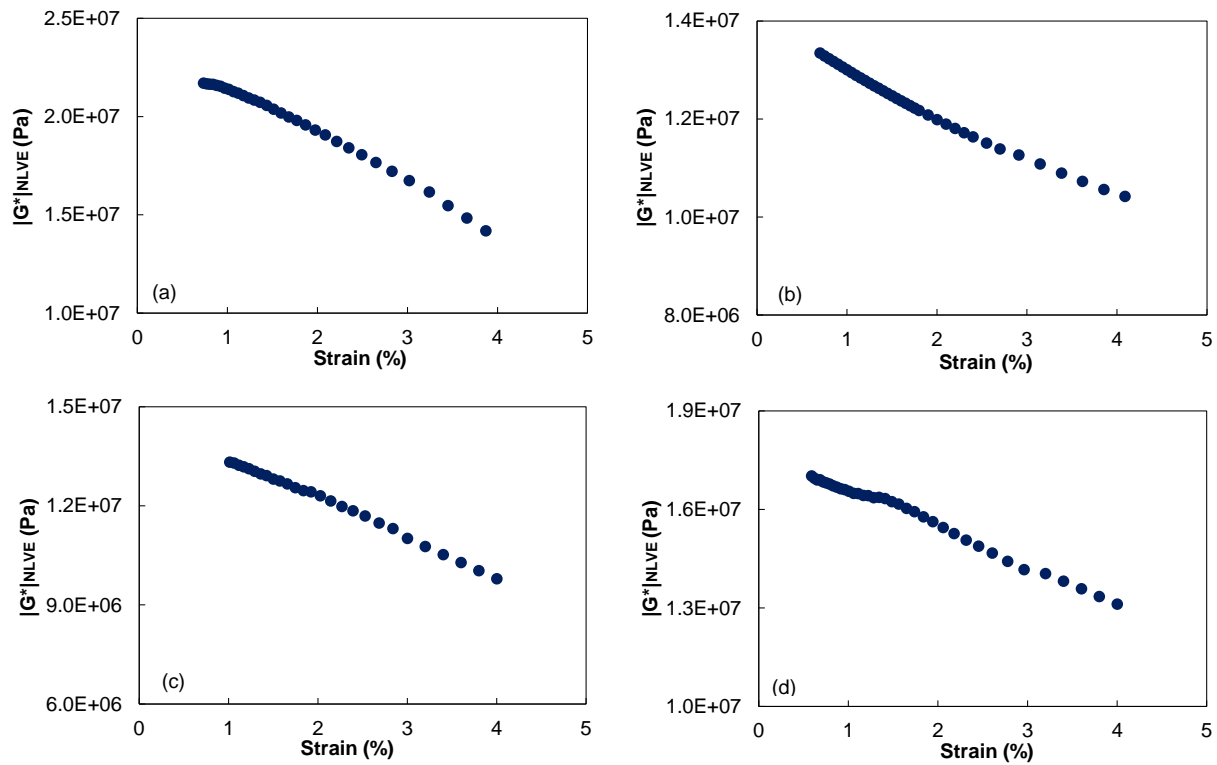 2.5E+07
2.0E+07
1.5E+07
1.0E+07
|G*|NLVE (Pa)
(a)
0 1 2 3 4 5
Strain (%)
1.4E+07
1.2E+07
1.0E+07
8.0E+06
|G*|NLVE (Pa)
(b)
0 1 2 3 4 5
Strain (%)
1.5E+07
1.2E+07
9.0E+06
6.0E+06
|G*|NLVE (Pa)
(c)
0 1 2 3 4 5
Strain (%)
1.9E+07
1.6E+07
1.3E+07
1.0E+07
|G*|NLVE (Pa)
(d)
0 1 2 3 4 5
Strain (%)